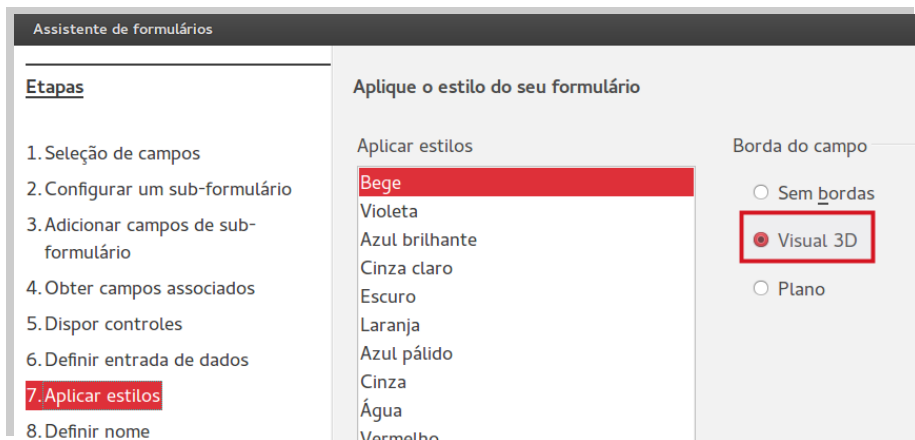 Assistente de formulários
Etapas
1. Seleção de campos
2. Configurar um sub-formulário
3. Adicionar campos de sub-
formulário
4. Obter campos associados
5. Dispor controles
6. Definir entrada de dados
7. Aplicar estilos
8. Definir nome
Aplique o estilo do seu formulário
Aplicar estilos
Bege
Violeta
Azul brilhante
Cinza claro
Escuro
Laranja
Azul pálido
Cinza
Água
Vermelho
Borda do campo
Sem bordas
Visual 3D
Plano